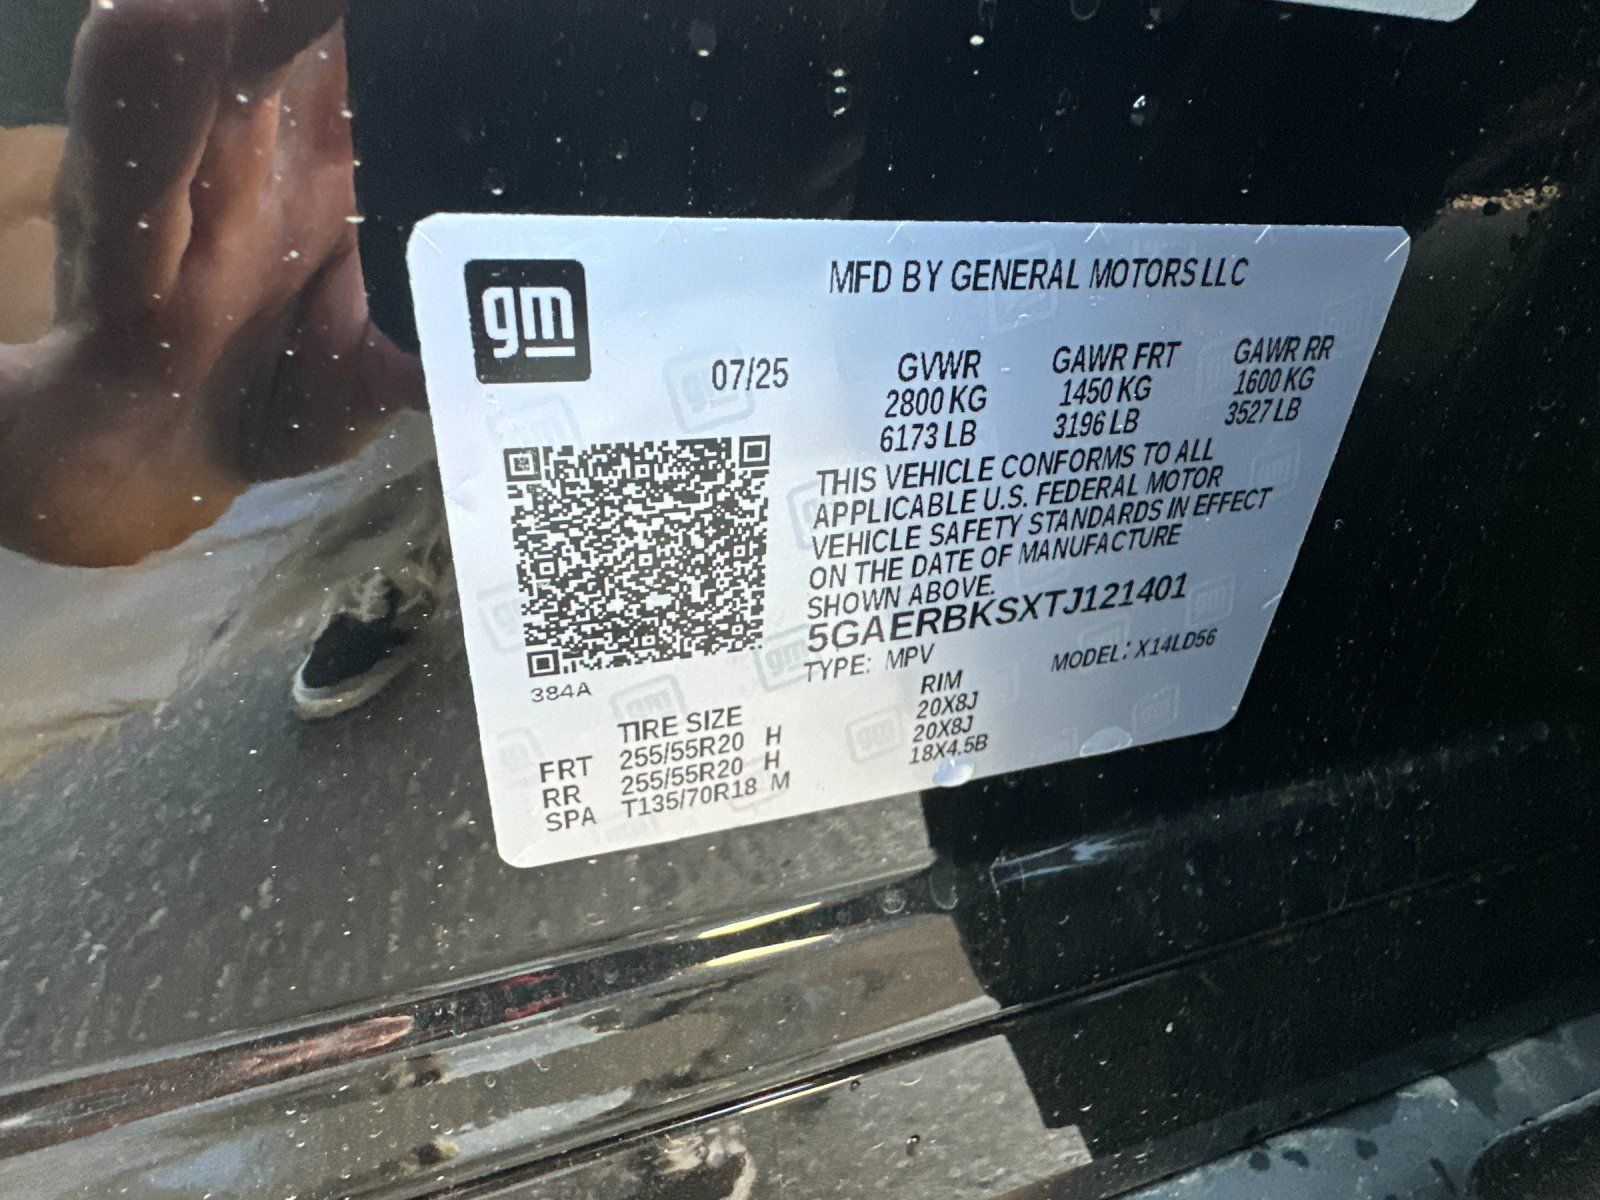 gm
MFD BY GENERAL MOTORS LLC
07/25
GVWR GAWR FRT GAWR RR
2800 KG 1450 KG 1600 KG
6173 LB 3196 LB 3527 LB
THIS VEHICLE CONFORMS TO ALL
APPLICABLE U.S. FEDERAL MOTOR
VEHICLE SAFETY STANDARDS IN EFFECT
ON THE DATE OF MANUFACTURE
SHOWN ABOVE.
5GAERBKSXTJ121401
TYPE: MPV MODEL: X14LD56
384A
TIRE SIZE RIM
FRT 255/55R20 H 20X8J
RR 255/55R20 H 20X8J
SPA T135/70R18 M 18X4.5B